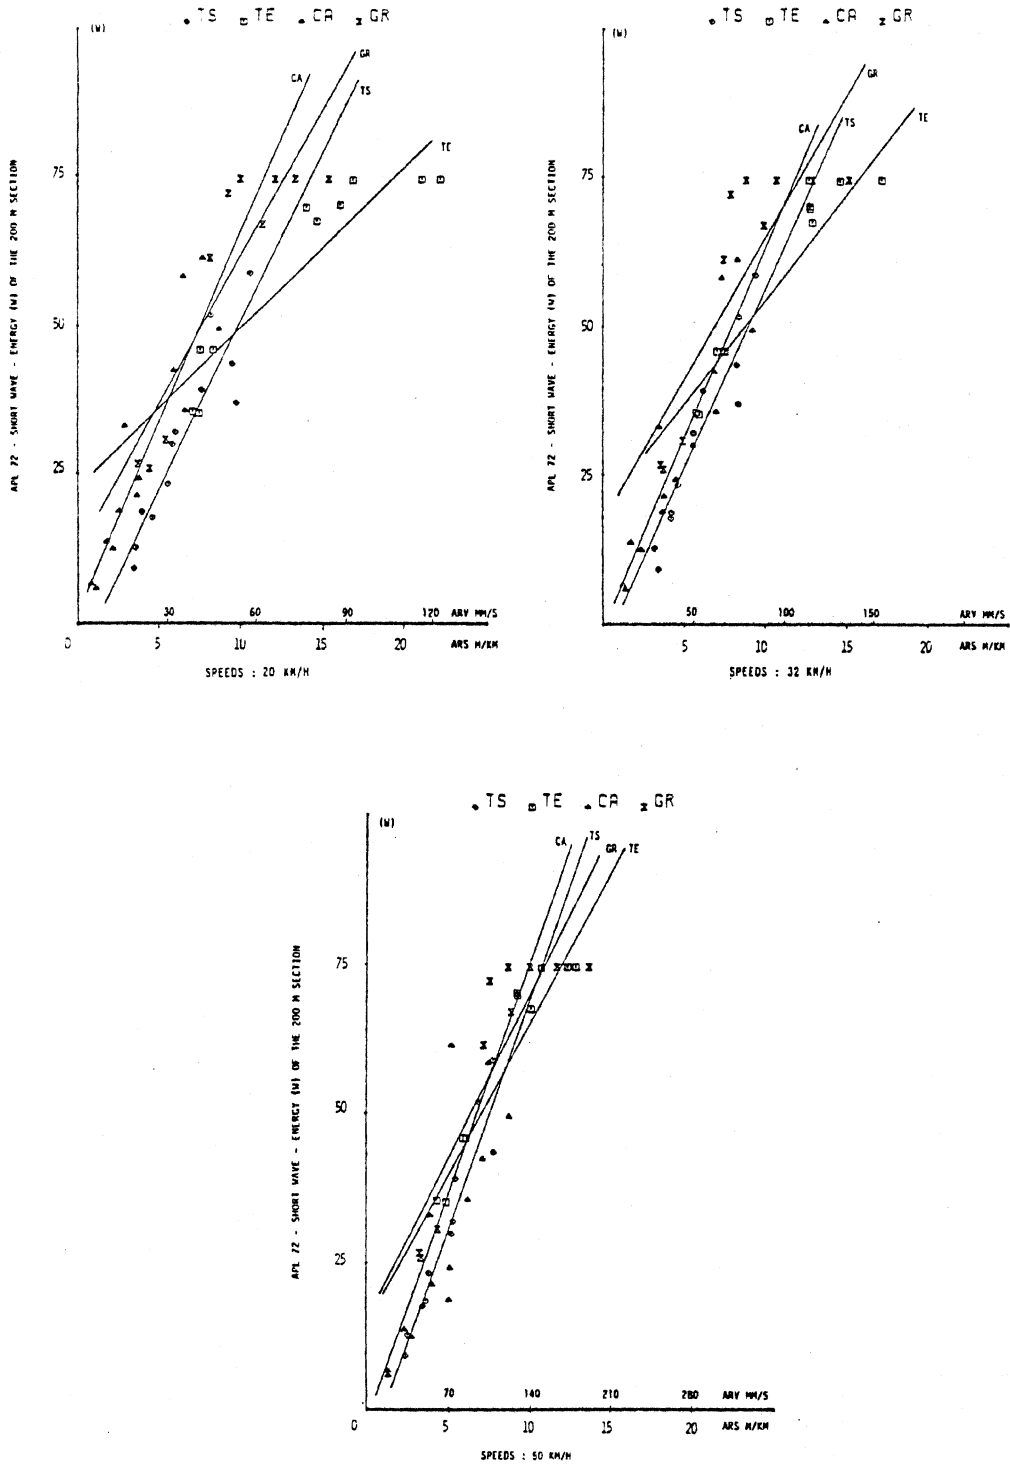 TS TE CA GR
(W)
GR
CA
TS
TE
APL 72 - SHORT WAVE - ENERGY (W) OF THE 200 M SECTION
75
50
25
30 60 90 120 ARV MM/S
0 5 10 15 20 ARS M/KM
SPEEDS : 20 KM/H
TS TE CA GR
(W)
GR
CA
TS
TE
APL 72 - SHORT WAVE - ENERGY (W) OF THE 200 M SECTION
75
50
25
50 100 150 ARV MM/S
5 10 15 20 ARS M/KM
SPEEDS : 32 KM/H
TS TE CA GR
(W)
CA TS GR TE
APL 72 - SHORT WAVE - ENERGY (W) OF THE 200 M SECTION
75
50
25
70 140 210 280 ARV MM/S
5 10 15 20 ARS M/KM
SPEEDS : 50 KM/H